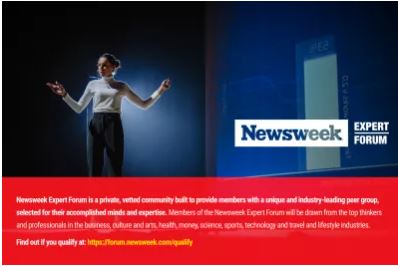 Newsweek
EXPERT
FORUM
Newsweek Expert Forum is a private, vetted community built to provide members with a unique and industry-leading peer group,
selected for their accomplished minds and expertise. Members of the Newsweek Expert Forum will be drawn from the top thinkers
and professionals in the business, culture and arts, health, money, science, sports, technology and travel and lifestyle industries.
Find out if you qualify at: https://forum.newsweek.com/qualify